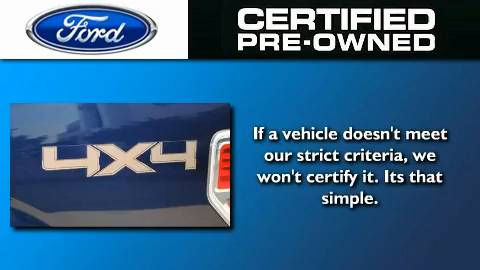 Ford
CERTIFIED
PRE-OWNED
4X4
If a vehicle doesn't meet
our strict criteria, we
won't certify it. Its that
simple.